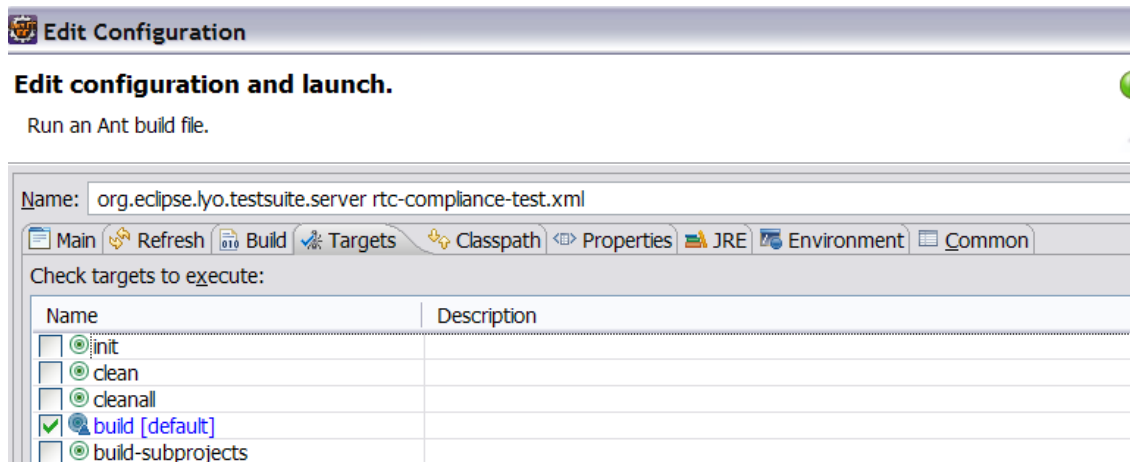 Edit Configuration
Edit configuration and launch.
Run an Ant build file.
Name: org.eclipse.lyo.testsuite.server rtc-compliance-test.xml
Main Refresh Build Targets Classpath Properties JRE Environment Common
Check targets to execute:
Name Description
init
clean
cleanall
build [default]
build-subprojects